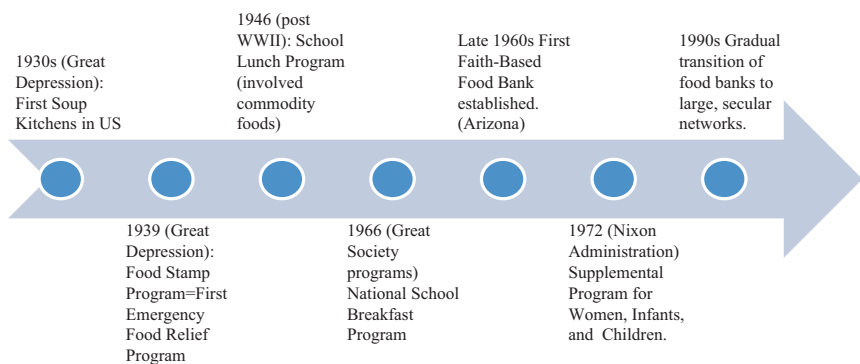 1930s (Great
Depression):
First Soup
Kitchens in US
1939 (Great
Depression):
Food Stamp
Program=First
Emergency
Food Relief
Program
1946 (post
WWII): School
Lunch Program
(involved
commodity
foods)
1966 (Great
Society
programs)
National School
Breakfast
Program
Late 1960s First
Faith-Based
Food Bank
established.
(Arizona)
1972 (Nixon
Administration)
Supplemental
Program for
Women, Infants,
and Children.
1990s Gradual
transition of
food banks to
large, secular
networks.